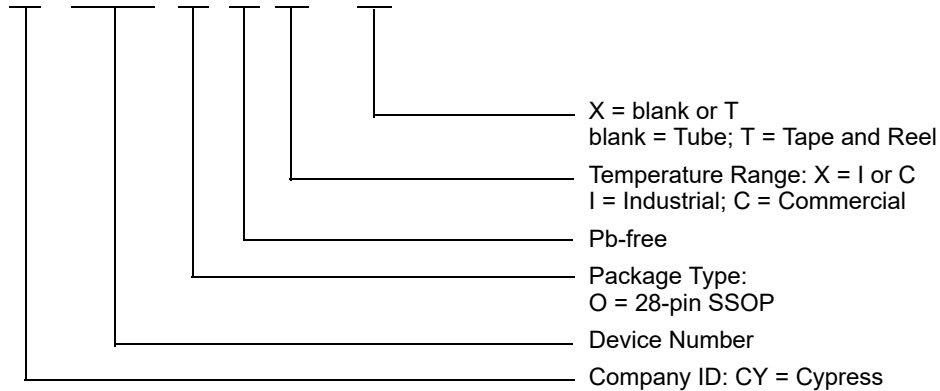 X = blank or T
blank = Tube; T = Tape and Reel
Temperature Range: X = I or C
I = Industrial; C = Commercial
Pb-free
Package Type:
O = 28-pin SSOP
Device Number
Company ID: CY = Cypress